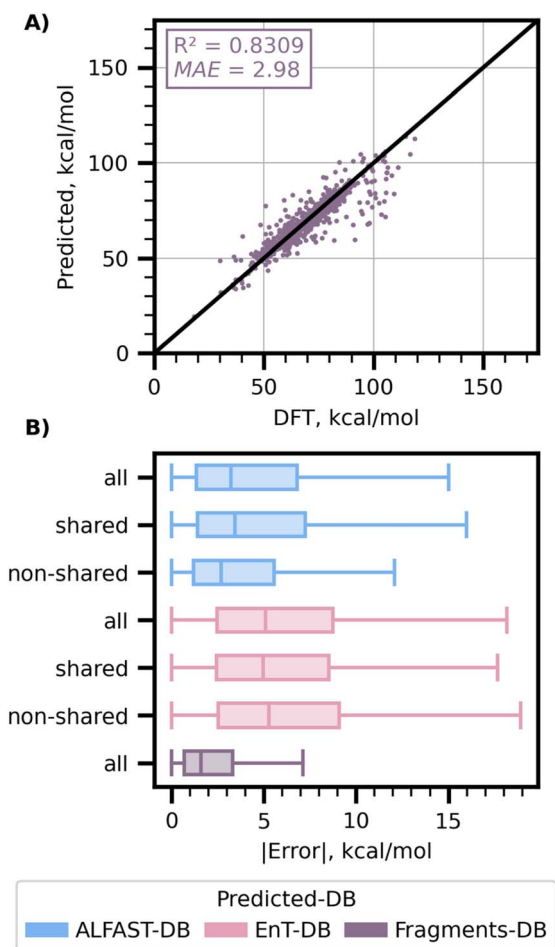 A)
R² = 0.8309
MAE = 2.98
Predicted, kcal/mol
150
100
50
0
0 50 100 150
DFT, kcal/mol
B)
all
shared
non-shared
all
shared
non-shared
all
0 5 10 15
|Error|, kcal/mol
Predicted-DB
ALFAST-DB EnT-DB Fragments-DB